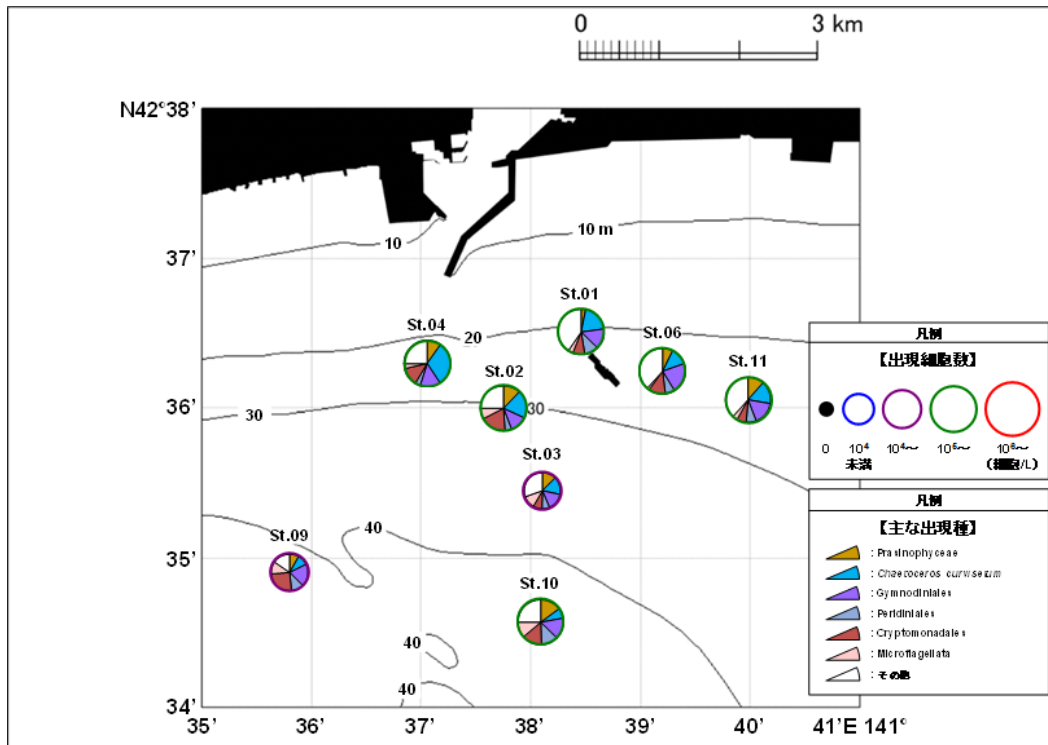 0 3 km
N42°38'
10
10 m
37'
St.01
St.04
20
St.06
St.11
St.02
36'
30
30
St.03
St.09
40
35'
St.10
40
40
34'
35' 36' 37' 38' 39' 40' 41'E 141°
凡例
【出現細胞数】
0 10⁴ 10⁴~ 10⁵~ 10⁶~
未満 (細胞/L)
凡例
【主な出現種】
: Prasinophyceae
: Chaetoceros curvisetum
: Gymnodiniales
: Peridiniales
: Cryptomonadales
: Microflagellata
: その他